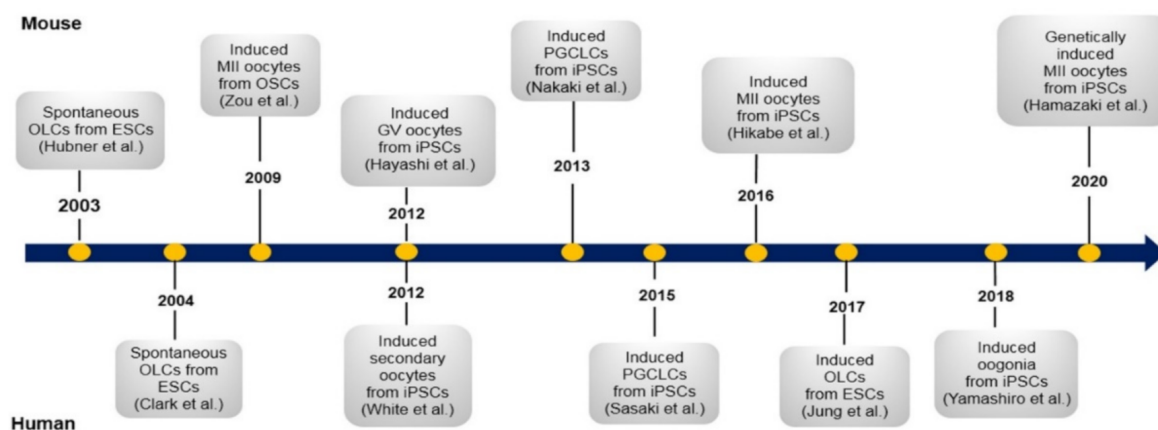 Mouse
Spontaneous
OLCs from ESCs
(Hubner et al.)
2003
Induced
MII oocytes
from OSCs
(Zou et al.)
2009
Induced
GV oocytes
from iPSCs
(Hayashi et al.)
2012
Induced
PGCLCs
from iPSCs
(Nakaki et al.)
2013
Induced
MII oocytes
from iPSCs
(Hikabe et al.)
2016
Genetically
induced
MII oocytes
from iPSCs
(Hamazaki et al.)
2020
2004
Spontaneous
OLCs from
ESCs
(Clark et al.)
2012
Induced
secondary
oocytes
from iPSCs
(White et al.)
2015
Induced
PGCLCs
from iPSCs
(Sasaki et al.)
2017
Induced
OLCs
from ESCs
(Jung et al.)
2018
Induced
oogonia
from iPSCs
(Yamashiro et al.)
Human